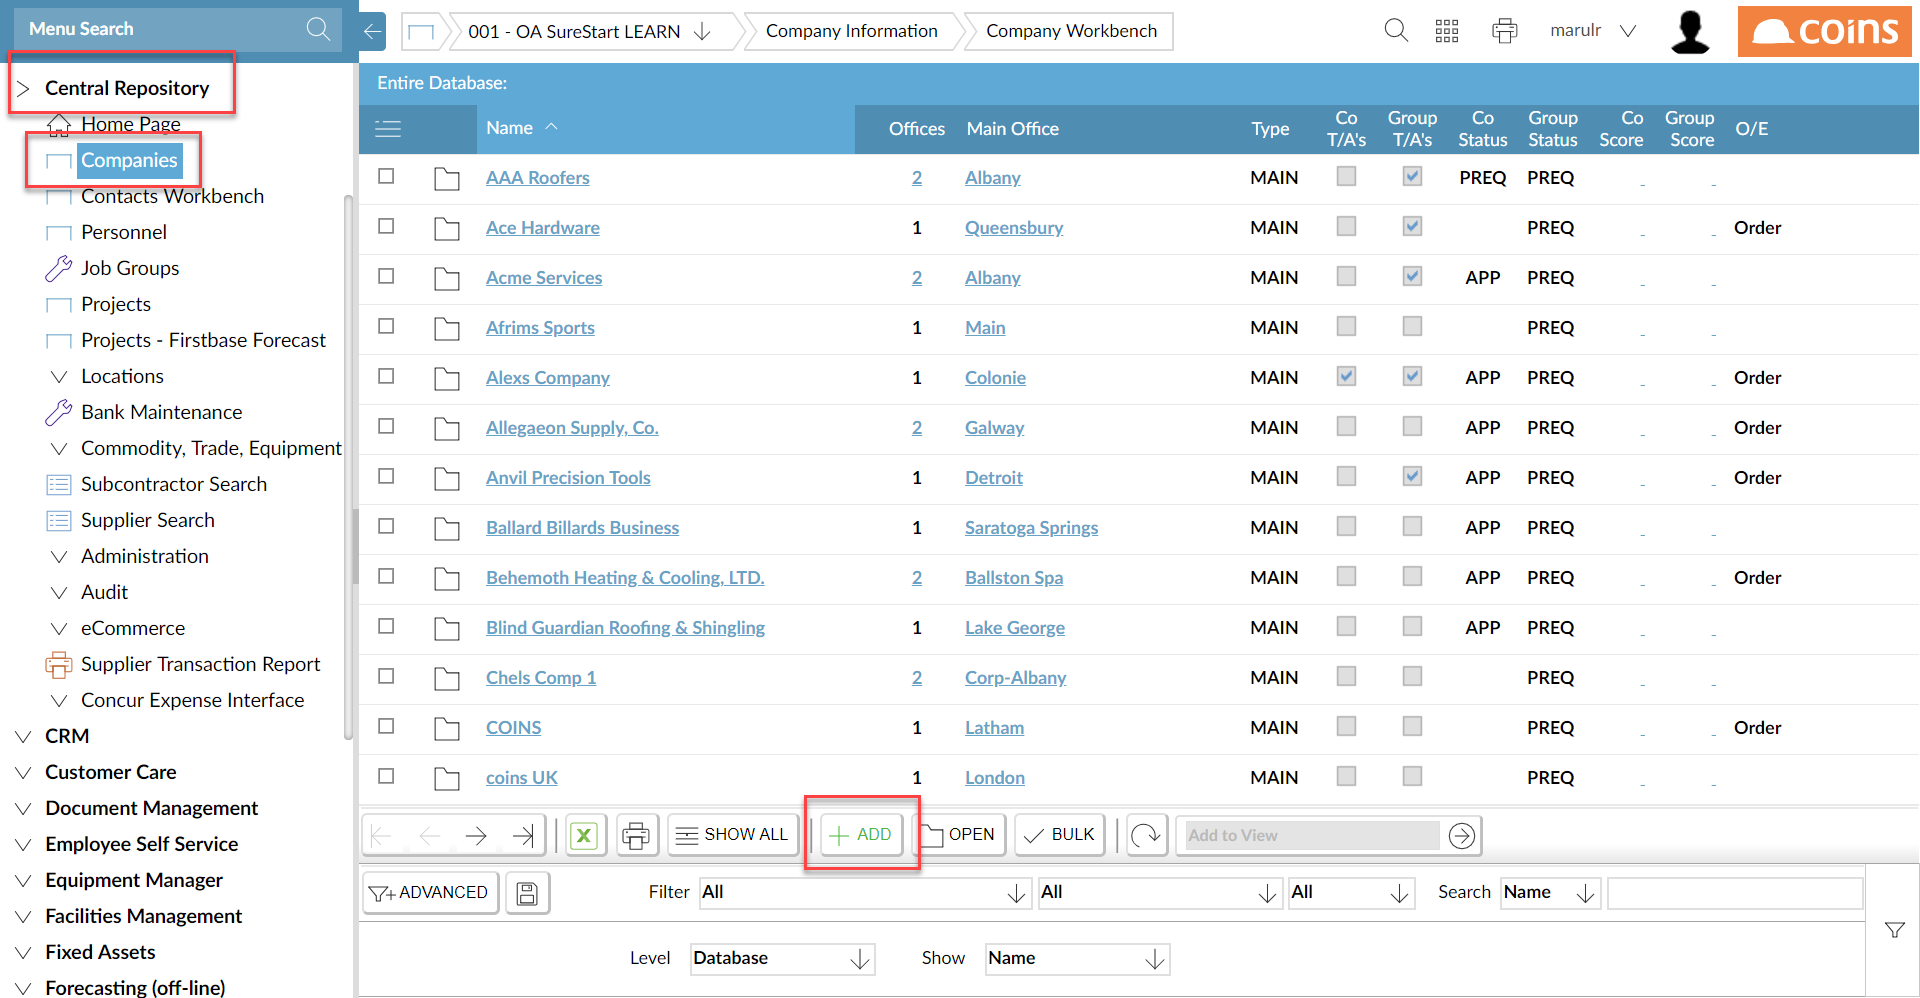 Menu Search
001 - OA SureStart LEARN
Company Information
Company Workbench
marulr
coins
Central Repository
Home Page
Companies
Contacts Workbench
Personnel
Job Groups
Projects
Projects - Firstbase Forecast
Locations
Bank Maintenance
Commodity, Trade, Equipment
Subcontractor Search
Supplier Search
Administration
Audit
eCommerce
Supplier Transaction Report
Concur Expense Interface
CRM
Customer Care
Document Management
Employee Self Service
Equipment Manager
Facilities Management
Fixed Assets
Forecasting (off-line)
Entire Database:
Name Offices Main Office Type Co T/A's Group T/A's Co Status Group Status Co Score Group Score O/E
AAA Roofers 2 Albany MAIN PREQ PREQ - -
Ace Hardware 1 Queensbury MAIN PREQ - - Order
Acme Services 2 Albany MAIN APP PREQ - -
Afrims Sports 1 Main MAIN PREQ - -
Alexs Company 1 Colonie MAIN APP PREQ - - Order
Allegaeon Supply, Co. 2 Galway MAIN APP PREQ - - Order
Anvil Precision Tools 1 Detroit MAIN APP PREQ - - Order
Ballard Billards Business 1 Saratoga Springs MAIN APP PREQ - -
Behemoth Heating & Cooling, LTD. 2 Ballston Spa MAIN APP PREQ - - Order
Blind Guardian Roofing & Shingling 1 Lake George MAIN APP PREQ - -
Chels Comp 1 2 Corp-Albany MAIN PREQ - -
COINS 1 Latham MAIN PREQ - - Order
coins UK 1 London MAIN PREQ - -
SHOW ALL ADD OPEN BULK Add to View
ADVANCED Filter All All All Search Name
Level Database Show Name